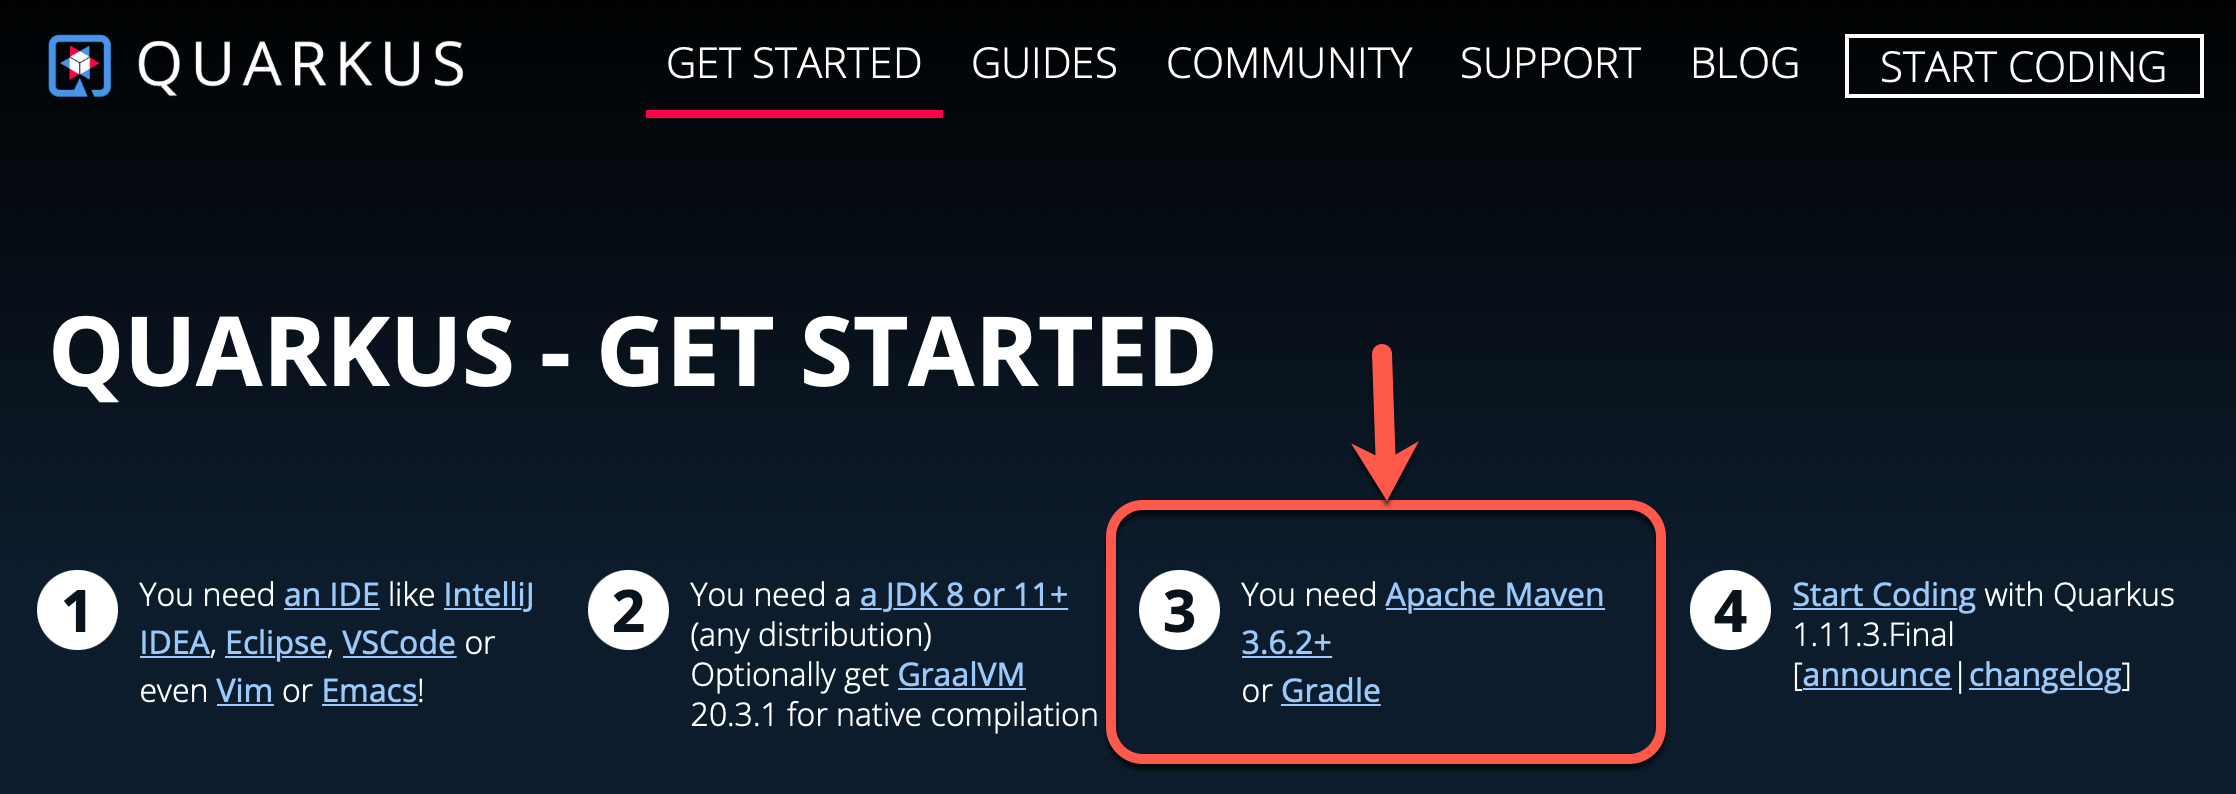 QUARKUS
GET STARTED
GUIDES
COMMUNITY
SUPPORT
BLOG
START CODING
QUARKUS - GET STARTED
1
You need an IDE like IntelliJ
IDEA, Eclipse, VSCode or
even Vim or Emacs!
2
You need a a JDK 8 or 11+
(any distribution)
Optionally get GraalVM
20.3.1 for native compilation
3
You need Apache Maven
3.6.2+
or Gradle
4
Start Coding with Quarkus
1.11.3.Final
[announce|changelog]